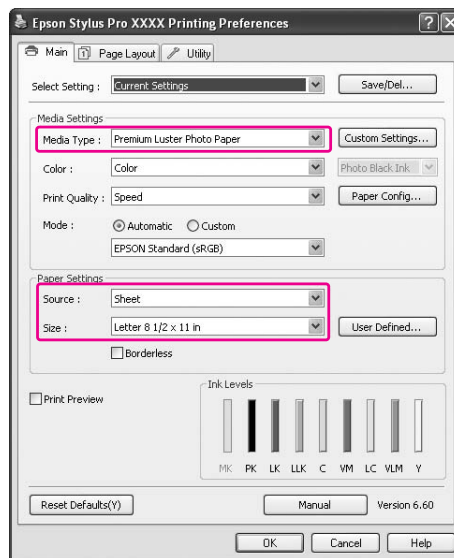 Epson Stylus Pro XXXX Printing Preferences
Main Page Layout Utility
Select Setting : Current Settings Save/Del...
Media Settings
Media Type : Premium Luster Photo Paper Custom Settings...
Color : Color Photo Black Ink
Print Quality : Speed Paper Config...
Mode : Automatic Custom
EPSON Standard (sRGB)
Paper Settings
Source : Sheet
Size : Letter 8 1/2 x 11 in User Defined...
Borderless
Print Preview
Ink Levels
MK PK LK LLK C VM LC VLM Y
Reset Defaults(Y) Manual Version 6.60
OK Cancel Help